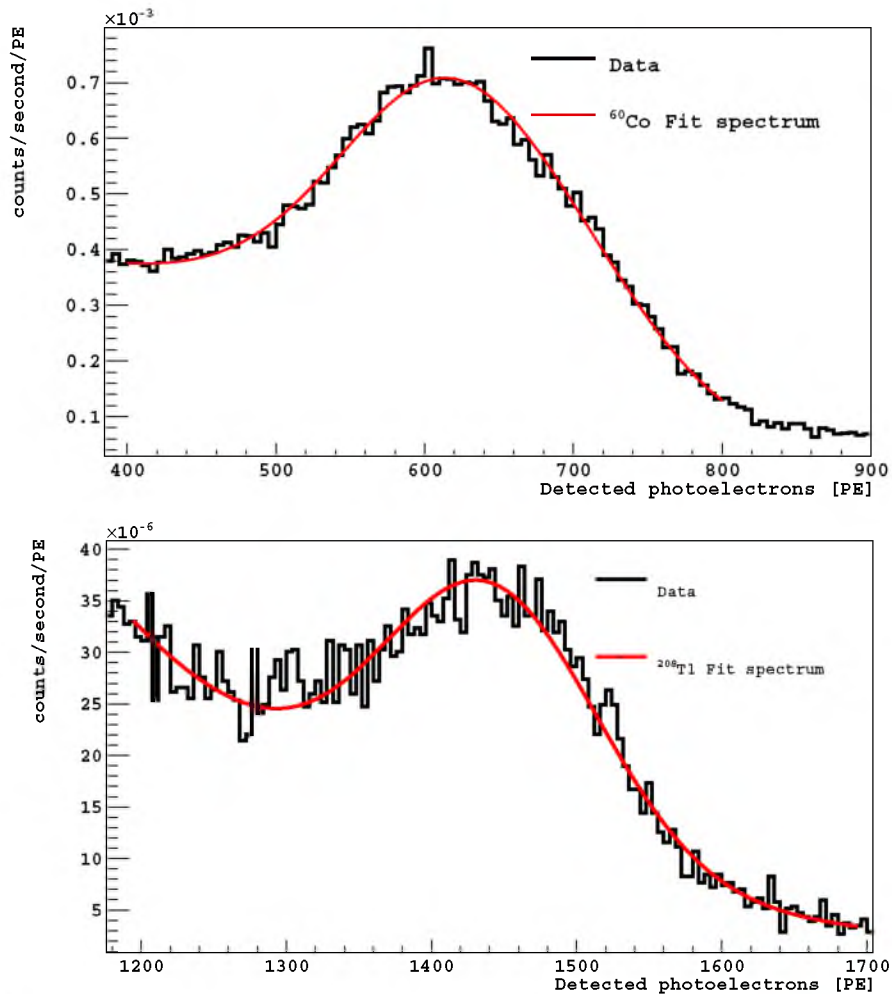 ×10⁻³
counts/second/PE
0.7
0.6
0.5
0.4
0.3
0.2
0.1
Data
⁶⁰Co Fit spectrum
400 500 600 700 800 900
Detected photoelectrons [PE]
×10⁻⁶
counts/second/PE
40
35
30
25
20
15
10
5
Data
²⁰⁸Tl Fit spectrum
1200 1300 1400 1500 1600 1700
Detected photoelectrons [PE]